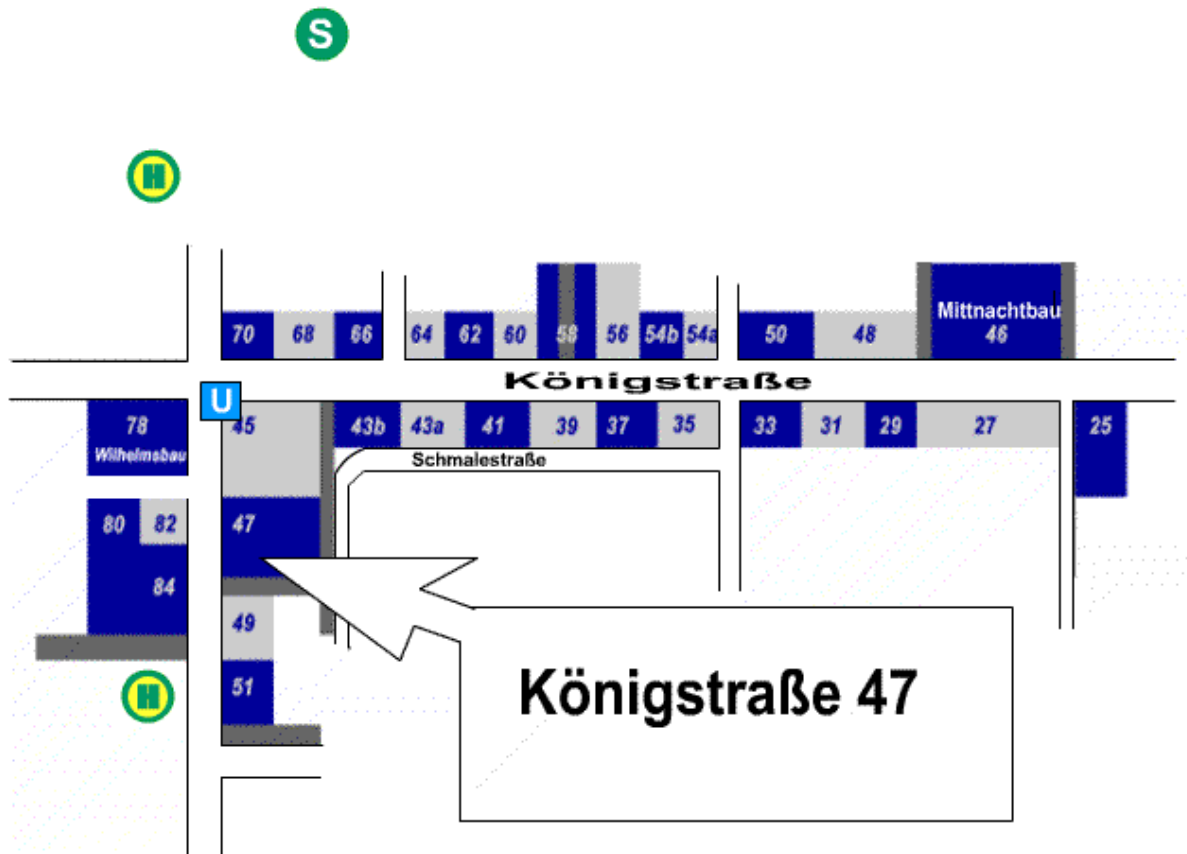 S
H
Mittnachtbau
70 68 66 64 62 60 58 56 54b 54a 50 48 46
Königstraße
U
78 45 43b 43a 41 39 37 35 33 31 29 27 25
Wilhelmsbau
Schmalestraße
80 82 47
84
49
51
H
Königstraße 47